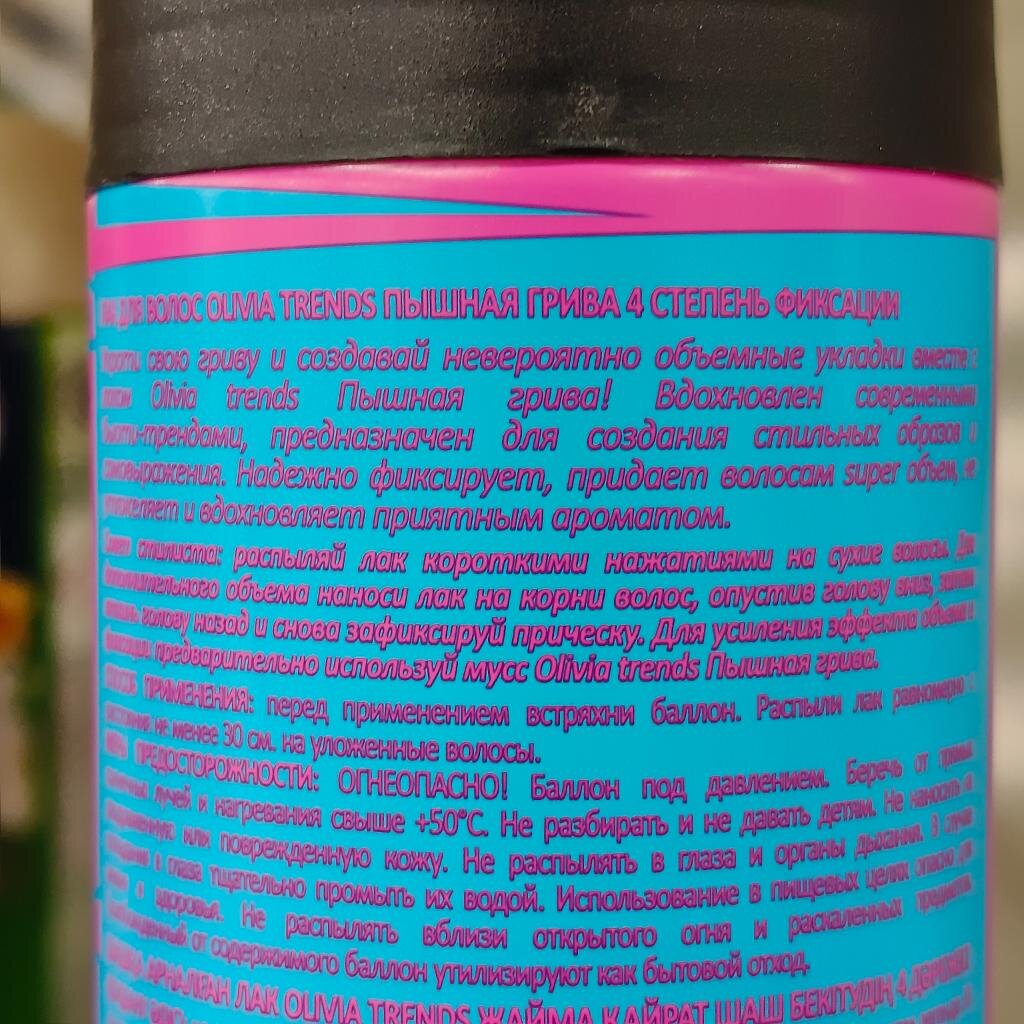 ЛАК ДЛЯ ВОЛОС OLIVIA TRENDS ПЫШНАЯ ГРИВА 4 СТЕПЕНЬ ФИКСАЦИИ
свою гриву и создавай невероятно объемные укладки вместе с
лаком Olivia trends Пышная грива! Вдохновлен современными
бьюти-трендами, предназначен для создания стильных образов и
самовыражения. Надежно фиксирует, придает волосам super объем, не
утяжеляет и вдохновляет приятным ароматом.
Совет стилиста: распыляй лак короткими нажатиями на сухие волосы. Для
дополнительного объема наноси лак на корни волос, опустив голову вниз, затем
откинь голову назад и снова зафиксируй прическу. Для усиления эффекта объема и
фиксации предварительно используй мусс Olivia trends Пышная грива.
СПОСОБ ПРИМЕНЕНИЯ: перед применением встряхни баллон. Распыли лак равномерно с
расстояния не менее 30 см. на уложенные волосы.
МЕРЫ ПРЕДОСТОРОЖНОСТИ: ОГНЕОПАСНО! Баллон под давлением. Беречь от прямых
солнечных лучей и нагревания свыше +50°С. Не разбирать и не давать детям. Не наносить на
поврежденную кожу. Не распылять в глаза и органы дыхания. В случае
попадания в глаза тщательно промыть их водой. Использование в пищевых целях опасно для
жизни и здоровья. Не распылять вблизи открытого огня и раскаленных предметов.
Освобожденный от содержимого баллон утилизируют как бытовой отход.
ШАШҚА АРНАЛҒАН ЛАК OLIVIA TRENDS ЖАЙМА ҚАЙРАТ ШАШ БЕКІТУДІҢ 4 ДӘРЕЖЕСІ